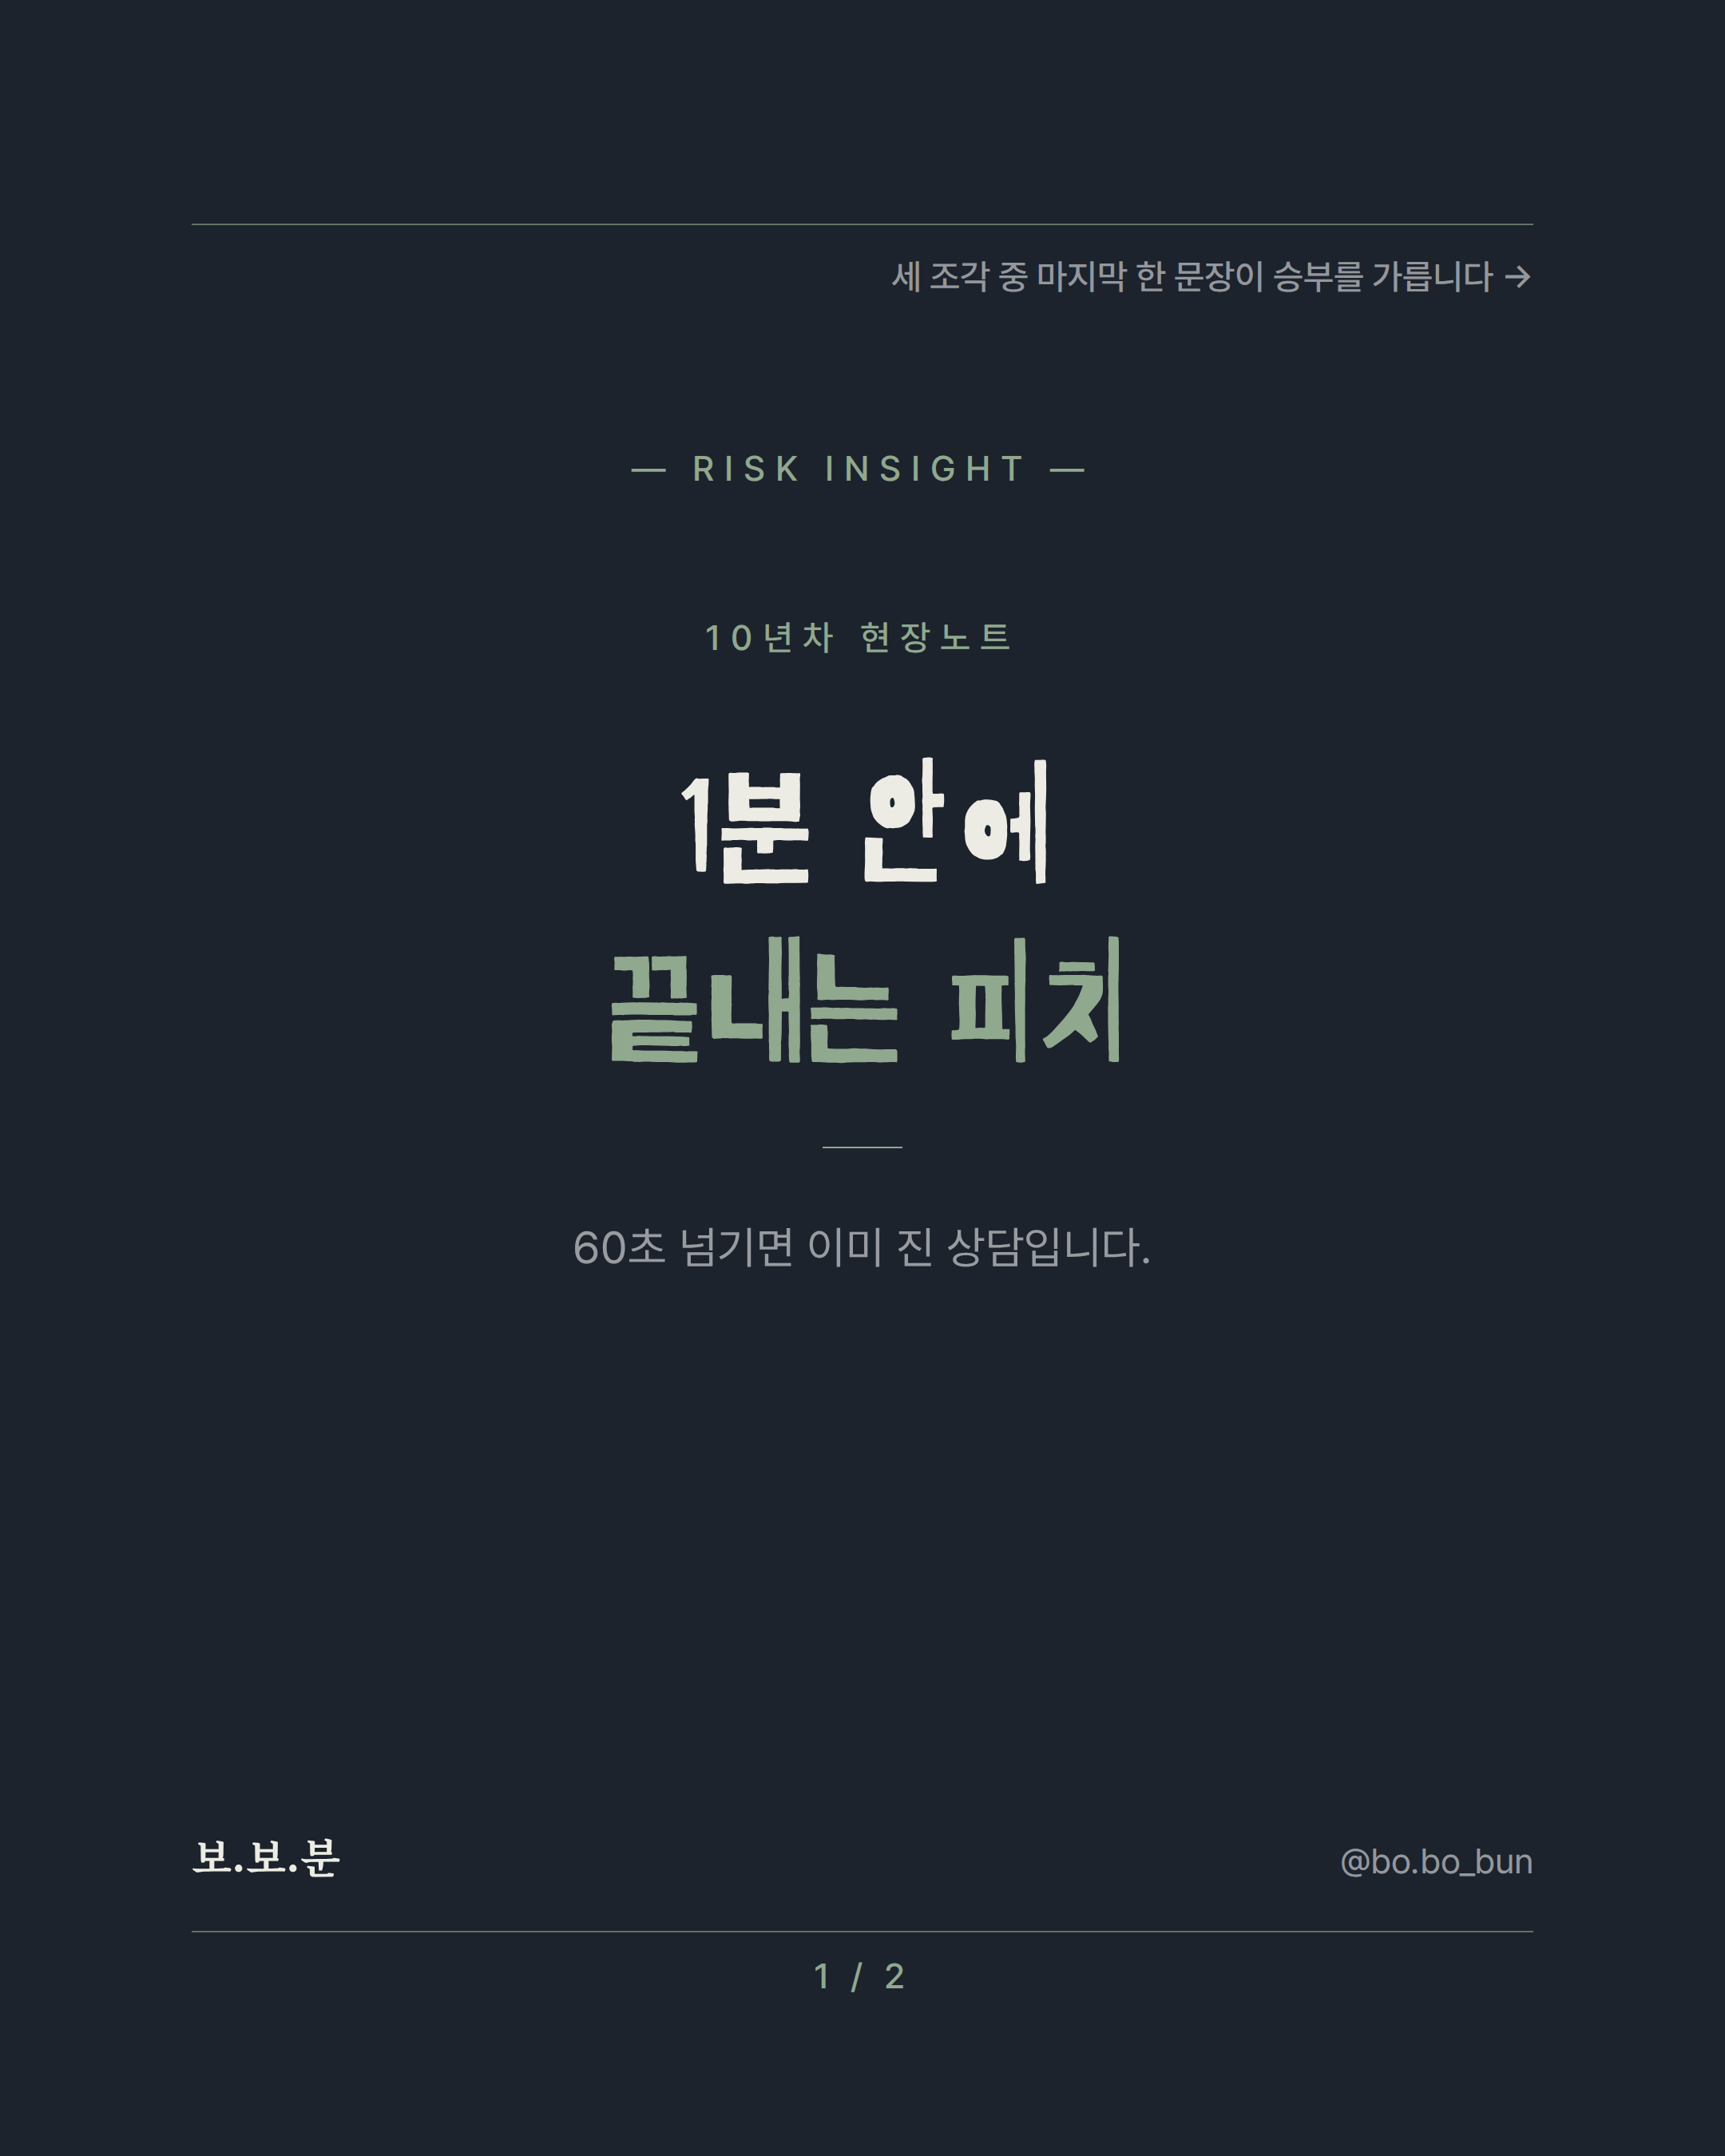 세 조각 중 마지막 한 문장이 승부를 가릅니다 →
— RISK INSIGHT —
10년차 현장노트
1분 안에
끝내는 피치
60초 넘기면 이미 진 상담입니다.
보.보.분
@bo.bo_bun
1 / 2